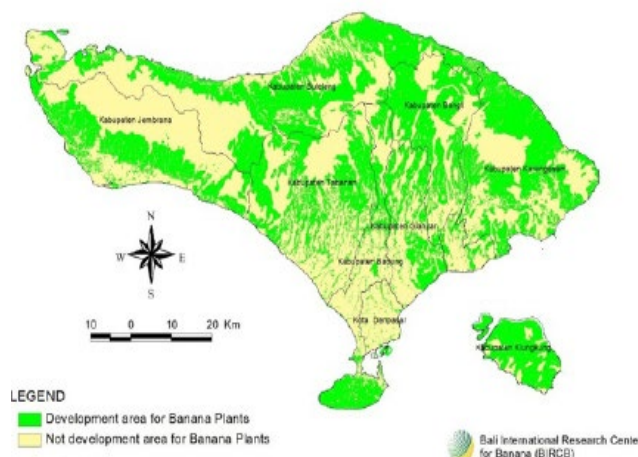 Kabupaten Buleleng
Kabupaten Bangli
Kabupaten Jembrana
Kabupaten Karangasem
Kabupaten Tabanan
Kabupaten Gianyar
Kabupaten Badung
Kota Denpasar
Kabupaten Klungkung
N
W E
S
10 0 10 20 Km
LEGEND
Development area for Banana Plants
Not development area for Banana Plants
Bali International Research Center
for Banana (BIRCB)